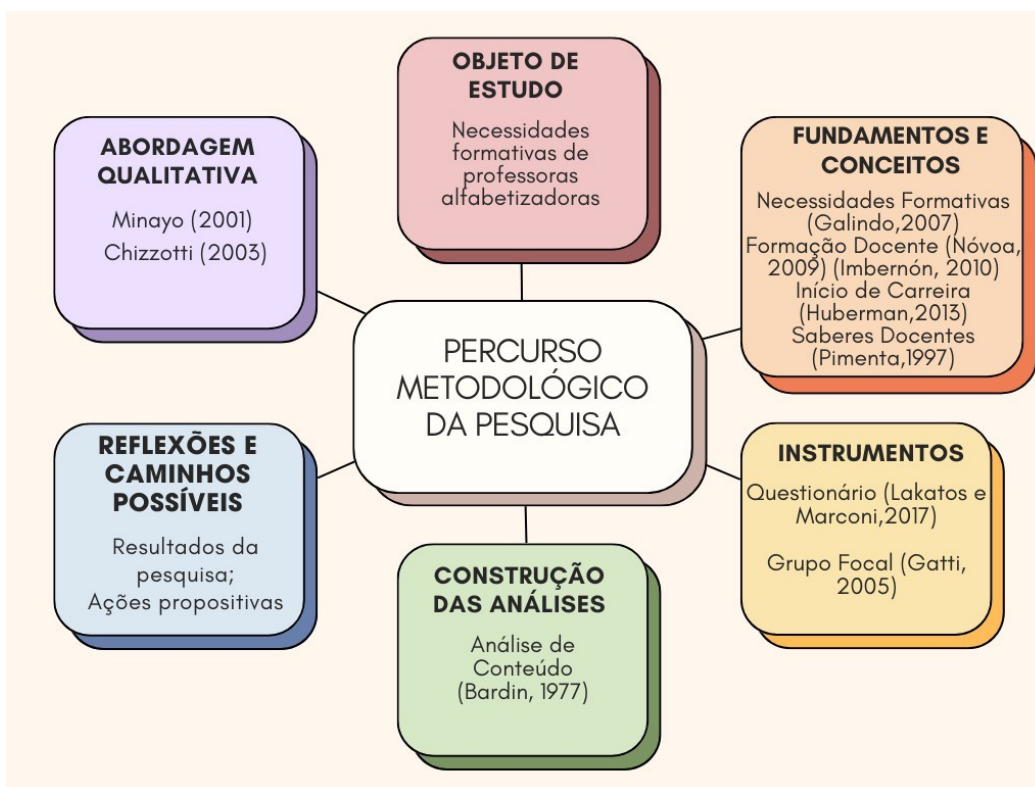 OBJETO DE
ESTUDO
Necessidades
formativas de
professoras
alfabetizadoras
ABORDAGEM
QUALITATIVA
Minayo (2001)
Chizzotti (2003)
FUNDAMENTOS E
CONCEITOS
Necessidades Formativas
(Galindo,2007)
Formação Docente (Nóvoa,
2009) (Imbernón, 2010)
Início de Carreira
(Huberman,2013)
Saberes Docentes
(Pimenta,1997)
PERCURSO
METODOLÓGICO
DA PESQUISA
REFLEXÕES E
CAMINHOS
POSSÍVEIS
Resultados da
pesquisa;
Ações propositivas
INSTRUMENTOS
Questionário (Lakatos e
Marconi,2017)
Grupo Focal (Gatti,
2005)
CONSTRUÇÃO
DAS ANÁLISES
Análise de
Conteúdo
(Bardin, 1977)